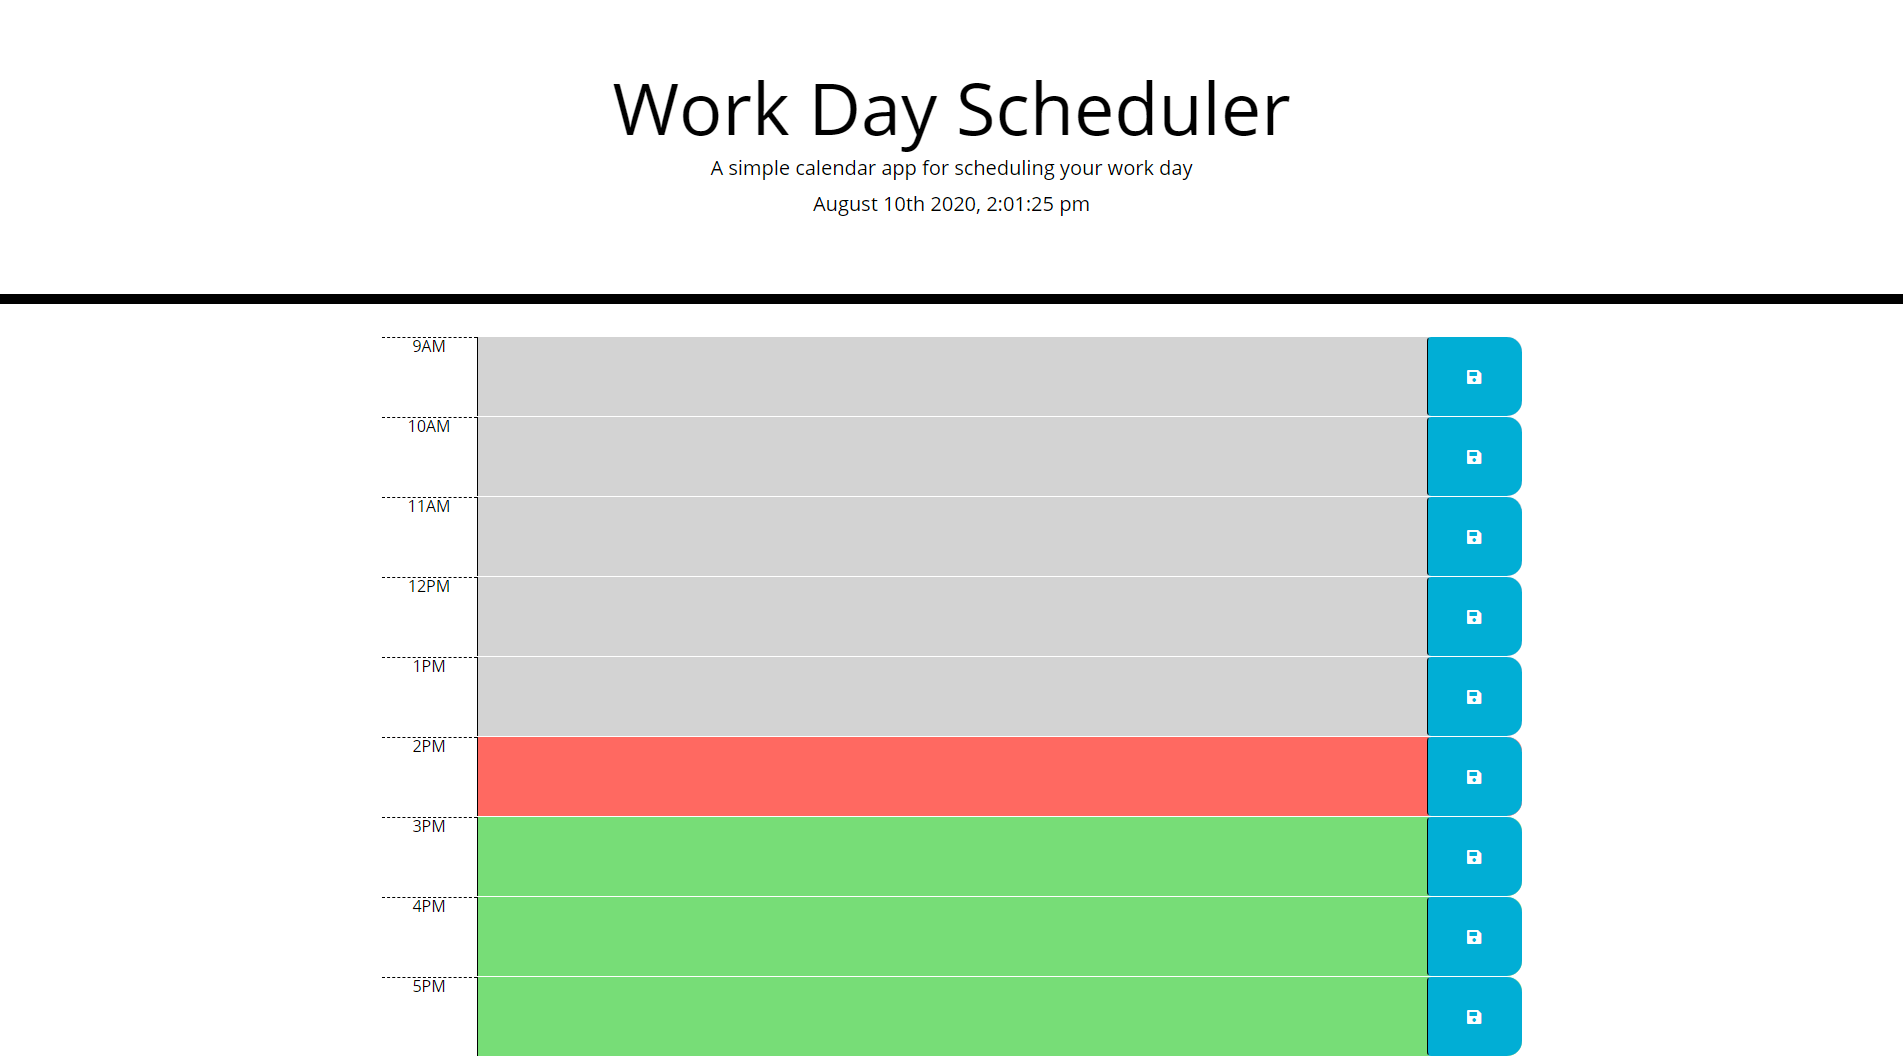 Work Day Scheduler
A simple calendar app for scheduling your work day
August 10th 2020, 2:01:25 pm
9AM
10AM
11AM
12PM
1PM
2PM
3PM
4PM
5PM